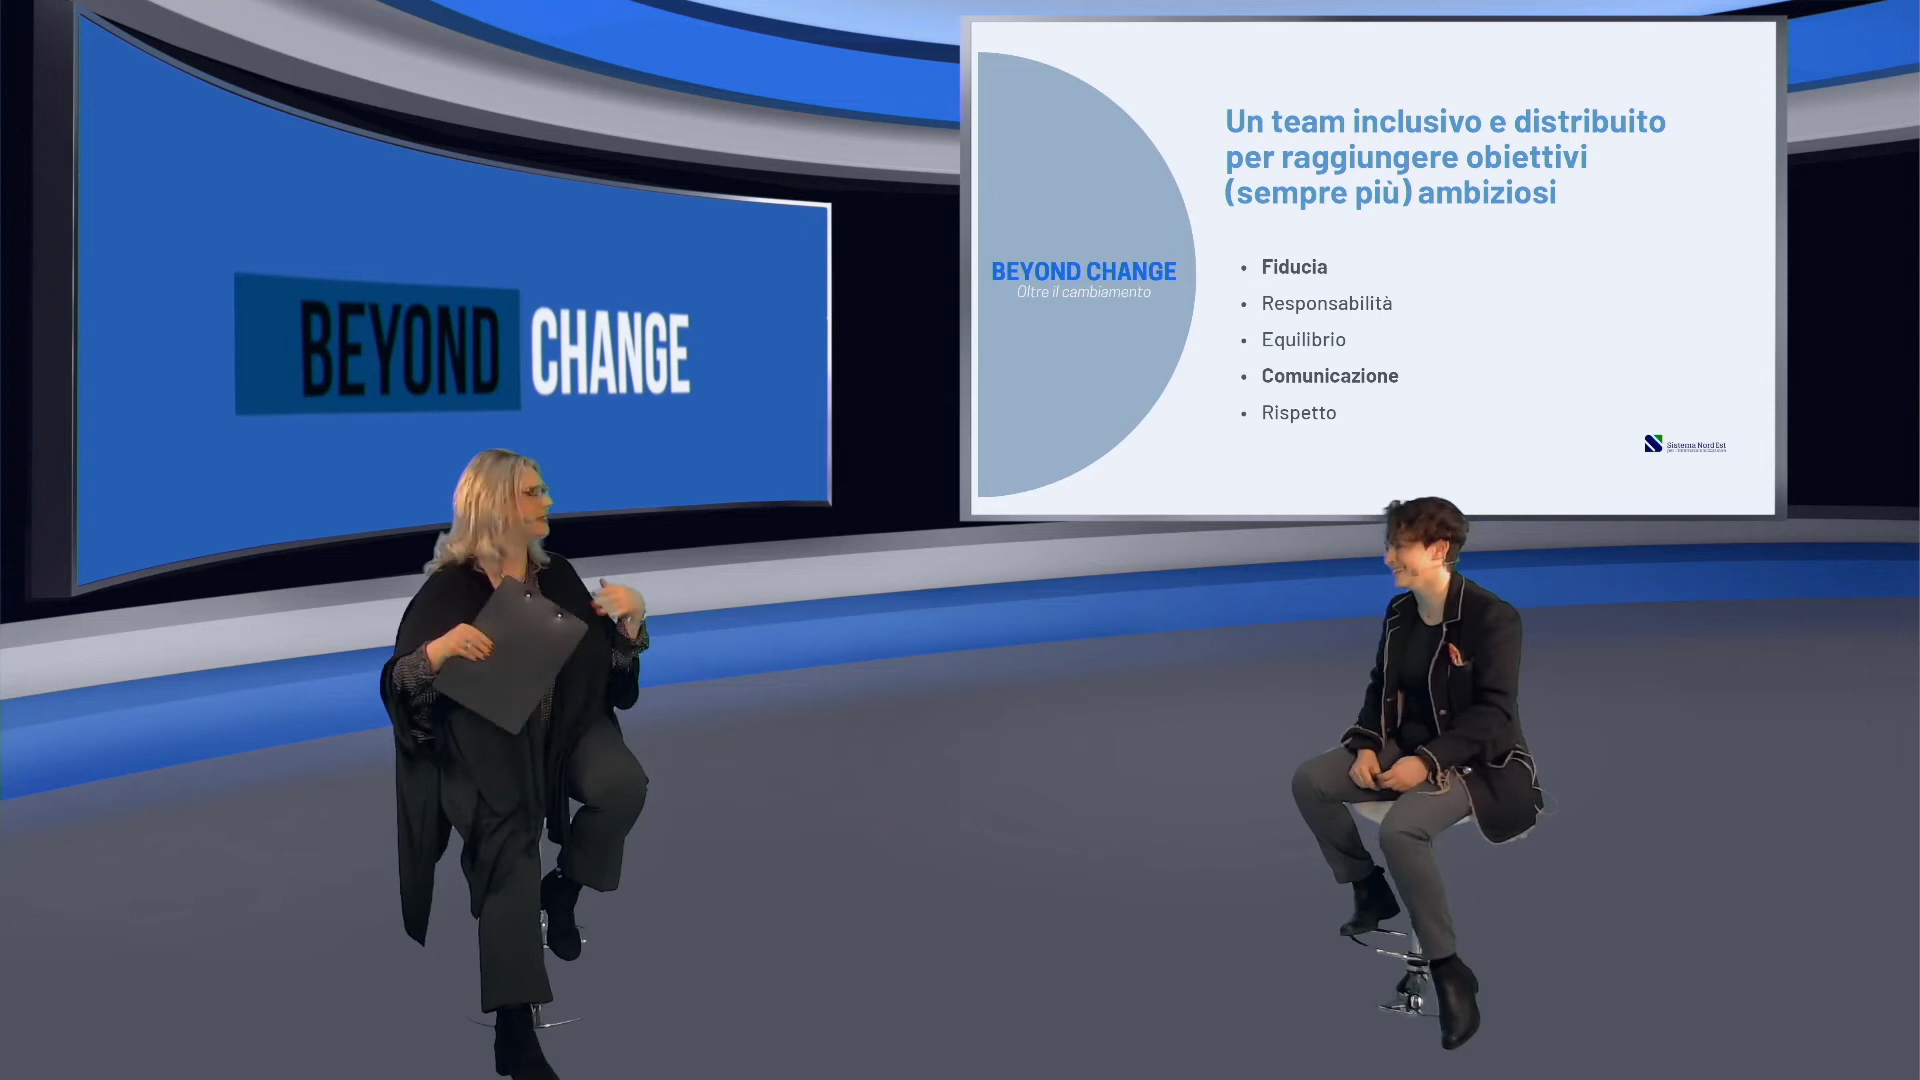 BEYOND CHANGE
Un team inclusivo e distribuito
per raggiungere obiettivi
(sempre più) ambiziosi
BEYOND CHANGE
Oltre il cambiamento
• Fiducia
• Responsabilità
• Equilibrio
• Comunicazione
• Rispetto
Sistema Nord Est